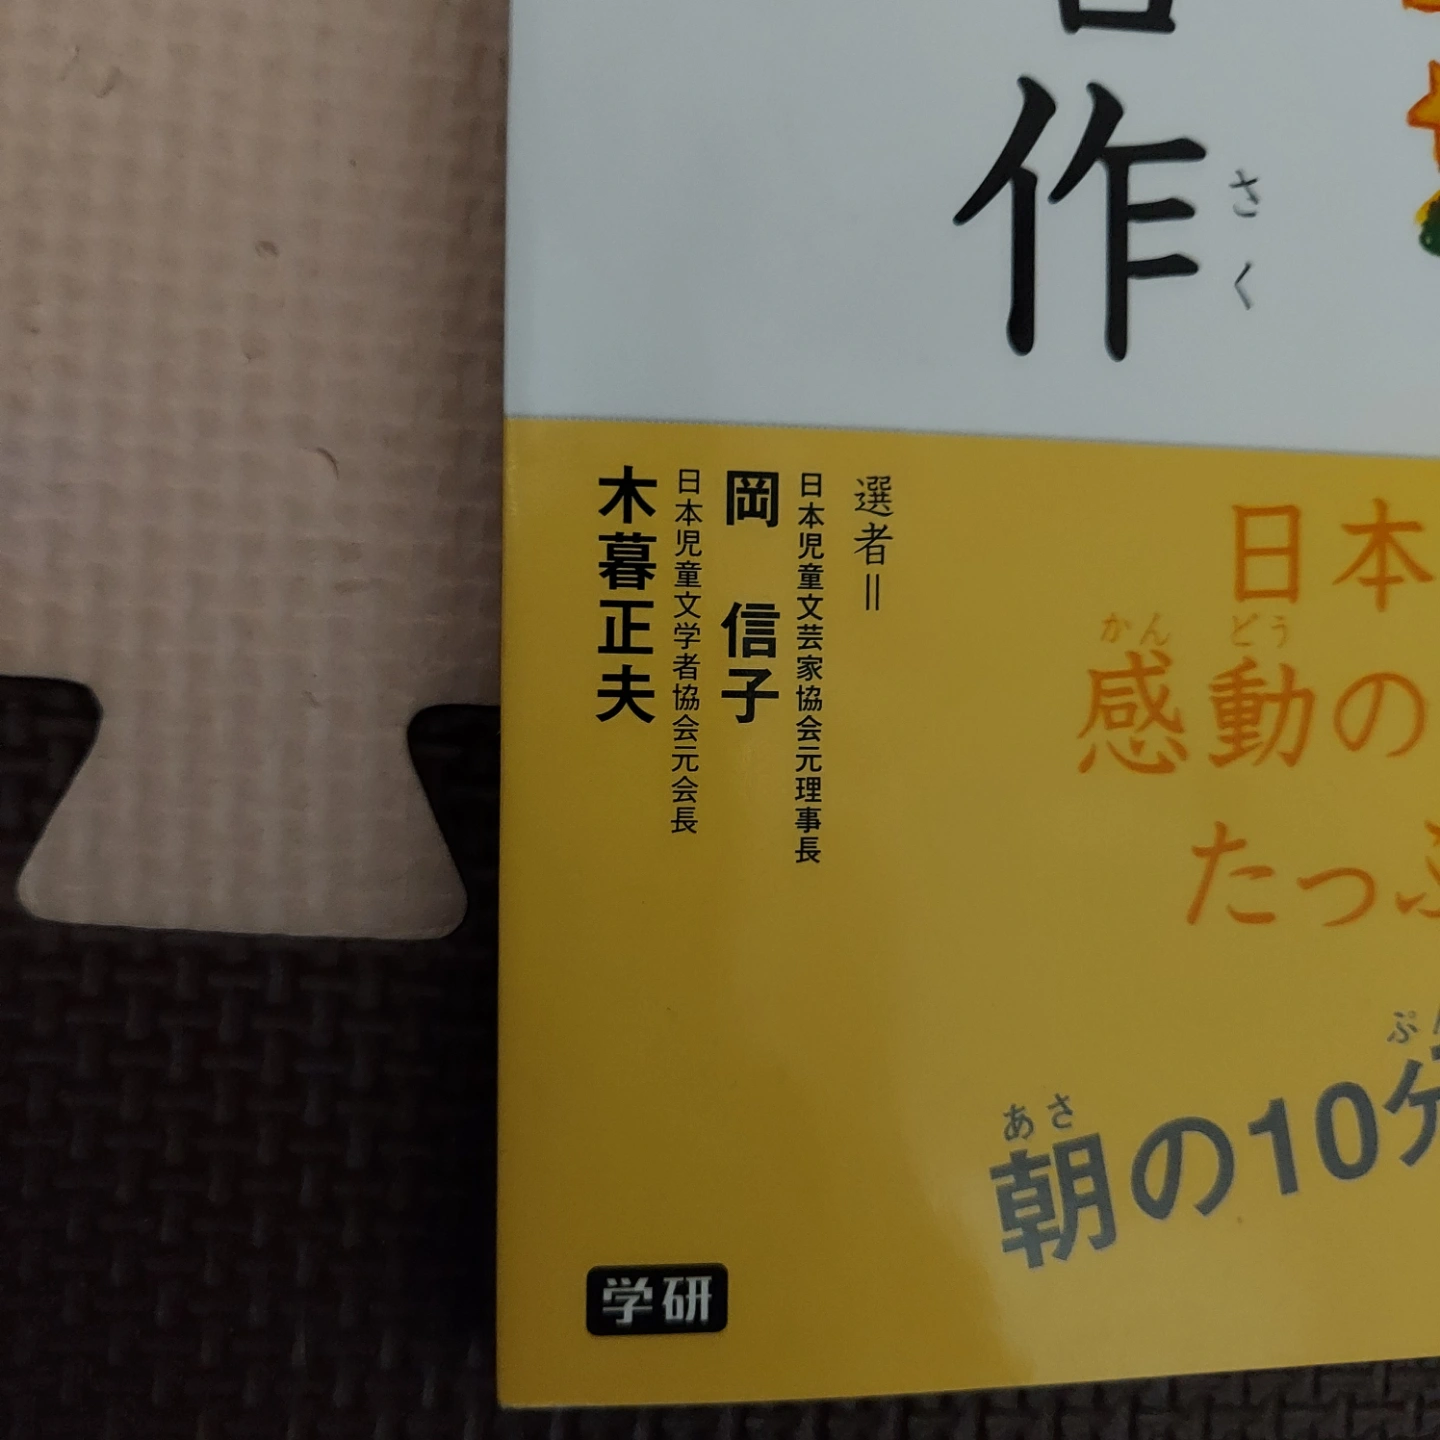 作
さく
選者＝
日本児童文芸家協会元理事長
岡 信子
日本児童文学者協会元会長
木暮正夫
日本
かんどう
感動の
たっ
あさ
朝の10分
学研